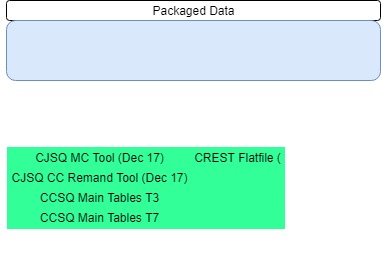 Packaged Data
CJSQ MC Tool (Dec 17) CREST Flatfile (
CJSQ CC Remand Tool (Dec 17)
CCSQ Main Tables T3
CCSQ Main Tables T7